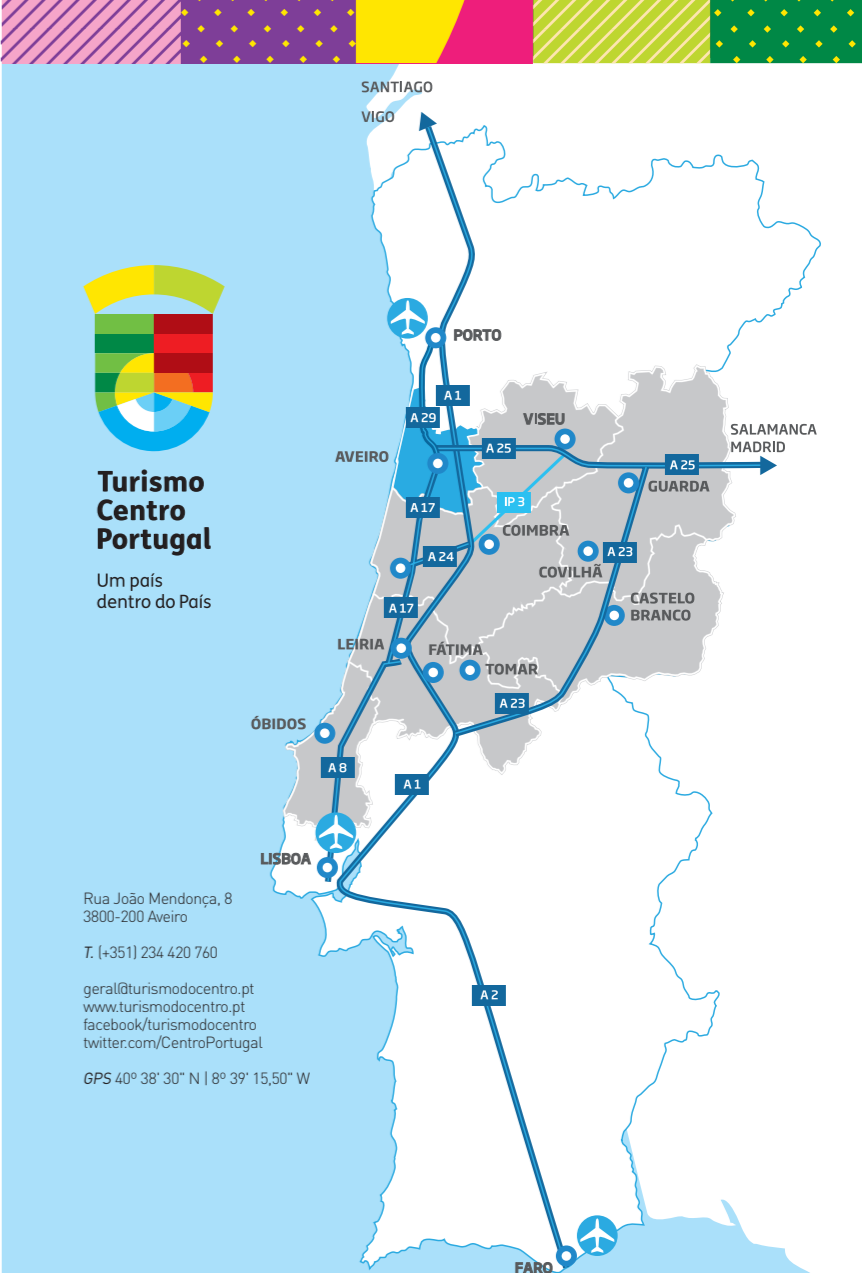 SANTIAGO
VIGO
PORTO
A 1
A 29
VISEU
AVEIRO
A 25
SALAMANCA
MADRID
A 25
GUARDA
A 17
IP 3
COIMBRA
A 24
A 23
COVILHÃ
A 17
CASTELO
BRANCO
LEIRIA
FÁTIMA
TOMAR
A 23
ÓBIDOS
A 8
A 1
LISBOA
A 2
FARO
Turismo
Centro
Portugal
Um país
dentro do País
Rua João Mendonça, 8
3800-200 Aveiro
T. (+351) 234 420 760
geral@turismodocentro.pt
www.turismodocentro.pt
facebook/turismodocentro
twitter.com/CentroPortugal
GPS 40º 38' 30" N | 8º 39' 15,50" W